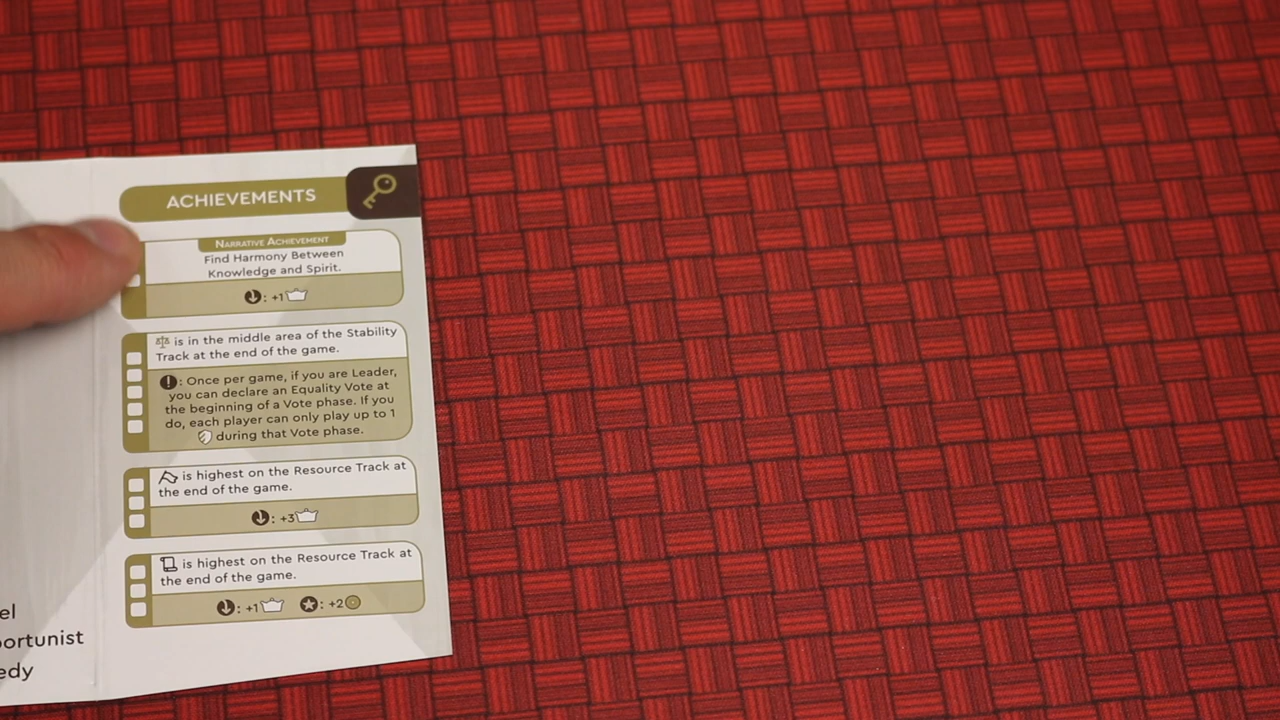 ACHIEVEMENTS
NARRATIVE ACHIEVEMENT
Find Harmony Between
Knowledge and Spirit.
: +1
is in the middle area of the Stability
Track at the end of the game.
: Once per game, if you are Leader,
you can declare an Equality Vote at
the beginning of a Vote phase. If you
do, each player can only play up to 1
during that Vote phase.
is highest on the Resource Track at
the end of the game.
: +3
is highest on the Resource Track at
the end of the game.
: +1 : +2
el
portunist
edy